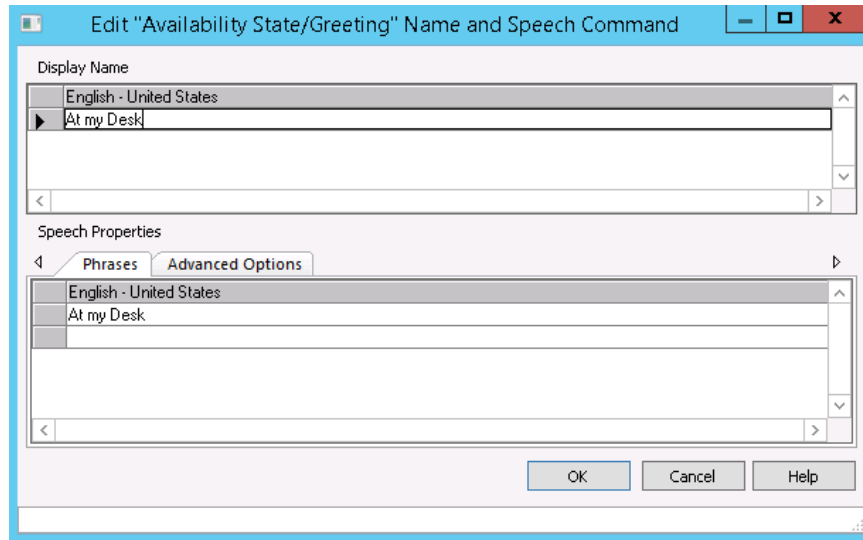 Edit "Availability State/Greeting" Name and Speech Command
Display Name
English - United States
At my Desk
Speech Properties
Phrases Advanced Options
English - United States
At my Desk
OK Cancel Help